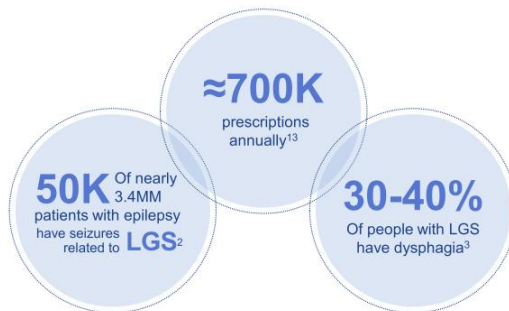 ≈700K
prescriptions
annually¹³
50K Of nearly
3.4MM
patients with epilepsy
have seizures
related to LGS²
30-40%
Of people with LGS
have dysphagia³